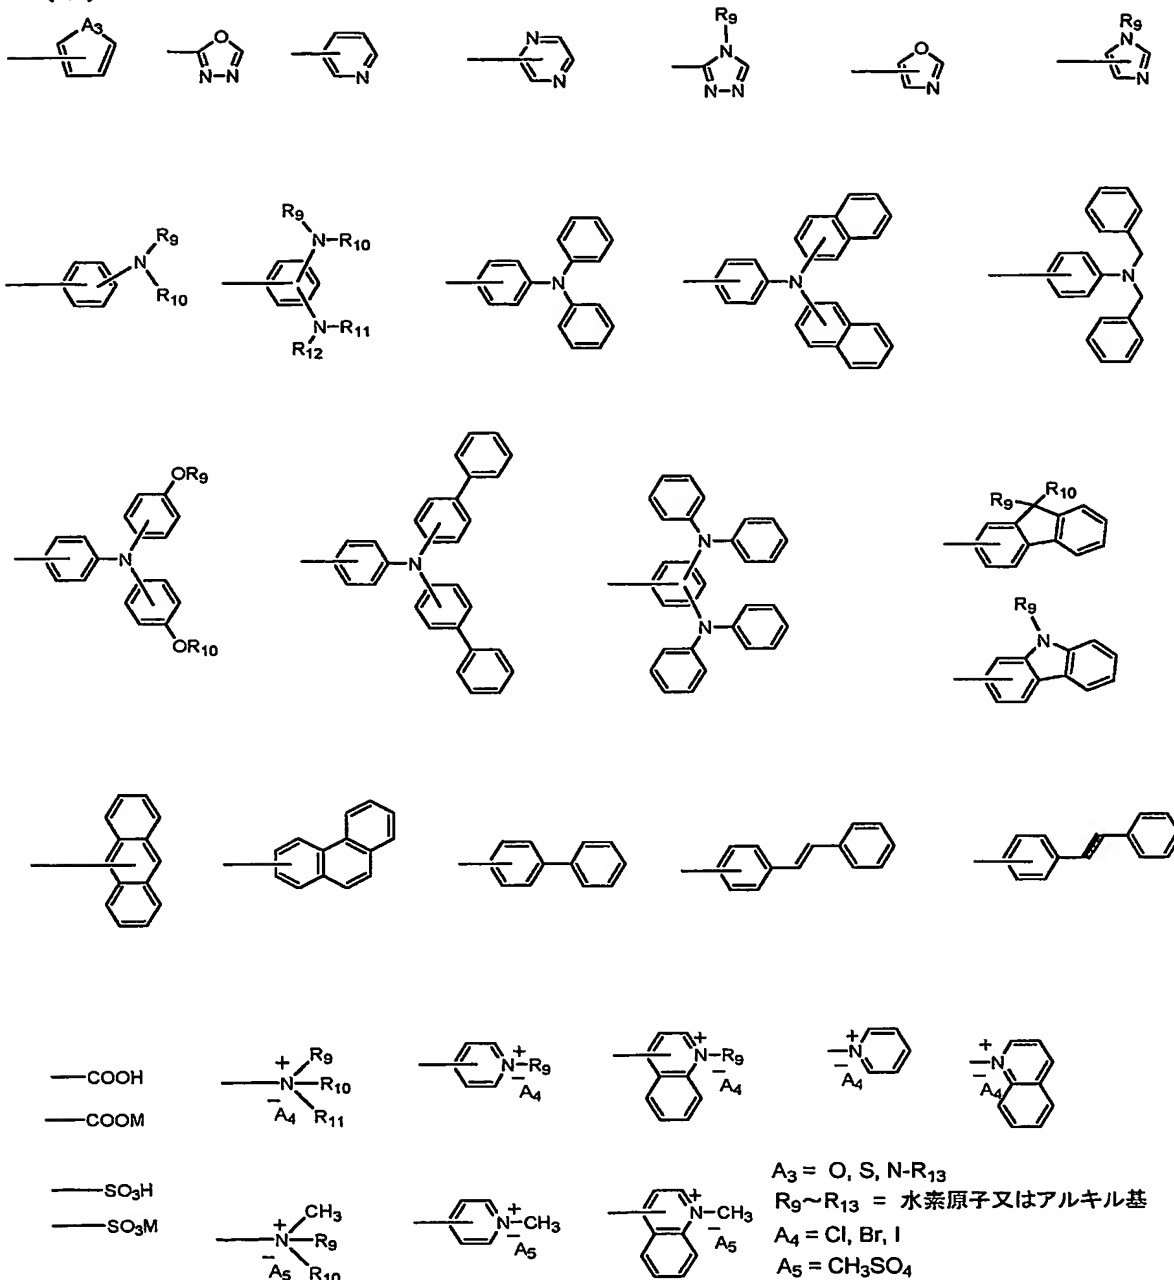 A₃
O
N N
N
N N
R₉ N N N
O N
R₉ N N
R₉ N R₁₀
R₉ N R₁₀ N R₁₁ R₁₂
N
N
N
OR₉ N OR₁₀
N
N N
R₉ R₁₀
R₉ N
COOH
COOM
SO₃H
SO₃M
+ R₉ N R₁₀ − A₄ R₁₁
+ N R₉ − A₄
+ N R₉ − A₄
+ N − A₄
+ N − A₄
+ CH₃ N R₉ − A₅ R₁₀
+ N CH₃ − A₅
+ N CH₃ − A₅
A₃ = O, S, N-R₁₃
R₉~R₁₃ = 水素原子又はアルキル基
A₄ = Cl, Br, I
A₅ = CH₃SO₄